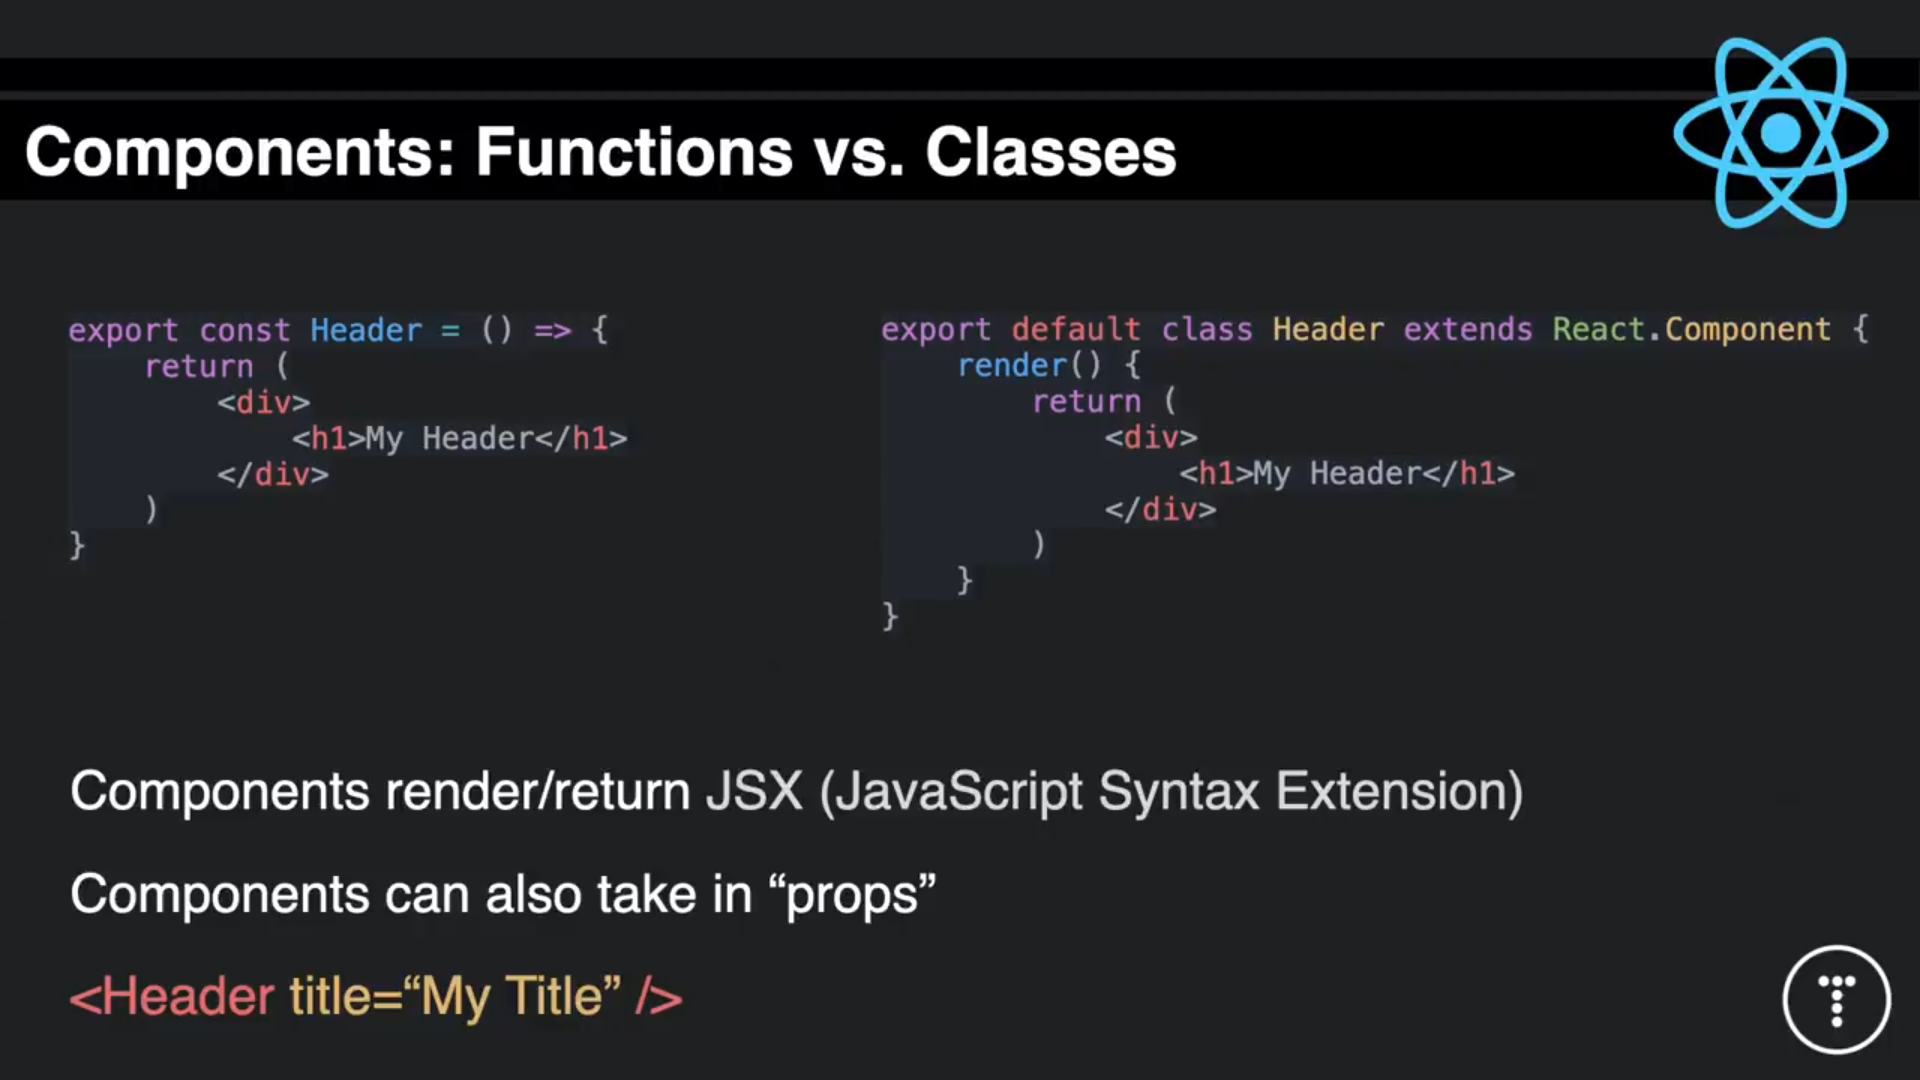 Components: Functions vs. Classes
export const Header = () => {
    return (
        <div>
            <h1>My Header</h1>
        </div>
    )
}
export default class Header extends React.Component {
    render() {
        return (
            <div>
                <h1>My Header</h1>
            </div>
        )
    }
}
Components render/return JSX (JavaScript Syntax Extension)
Components can also take in “props”
<Header title=“My Title” />
T